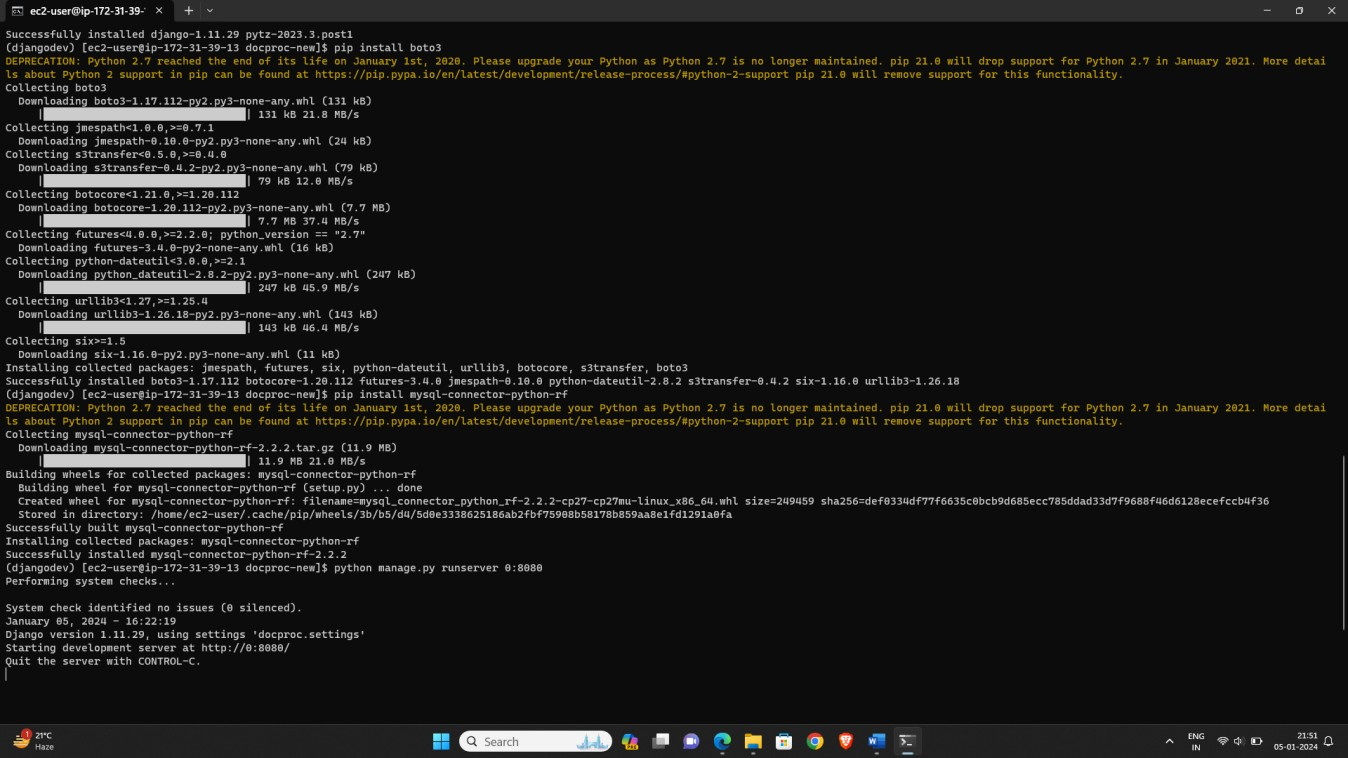 ec2-user@ip-172-31-39-
Successfully installed django-1.11.29 pytz-2023.3.post1
(djangodev) [ec2-user@ip-172-31-39-13 docproc-new]$ pip install boto3
DEPRECATION: Python 2.7 reached the end of its life on January 1st, 2020. Please upgrade your Python as Python 2.7 is no longer maintained. pip 21.0 will drop support for Python 2.7 in January 2021. More detai
ls about Python 2 support in pip can be found at https://pip.pypa.io/en/latest/development/release-process/#python-2-support pip 21.0 will remove support for this functionality.
Collecting boto3
  Downloading boto3-1.17.112-py2.py3-none-any.whl (131 kB)
     |████████████████████████████████| 131 kB 21.8 MB/s
Collecting jmespath<1.0.0,>=0.7.1
  Downloading jmespath-0.10.0-py2.py3-none-any.whl (24 kB)
Collecting s3transfer<0.5.0,>=0.4.0
  Downloading s3transfer-0.4.2-py2.py3-none-any.whl (79 kB)
     |████████████████████████████████| 79 kB 12.0 MB/s
Collecting botocore<1.21.0,>=1.20.112
  Downloading botocore-1.20.112-py2.py3-none-any.whl (7.7 MB)
     |████████████████████████████████| 7.7 MB 37.4 MB/s
Collecting futures<4.0.0,>=2.2.0; python_version == "2.7"
  Downloading futures-3.4.0-py2-none-any.whl (16 kB)
Collecting python-dateutil<3.0.0,>=2.1
  Downloading python_dateutil-2.8.2-py2.py3-none-any.whl (247 kB)
     |████████████████████████████████| 247 kB 45.9 MB/s
Collecting urllib3<1.27,>=1.25.4
  Downloading urllib3-1.26.18-py2.py3-none-any.whl (143 kB)
     |████████████████████████████████| 143 kB 46.4 MB/s
Collecting six>=1.5
  Downloading six-1.16.0-py2.py3-none-any.whl (11 kB)
Installing collected packages: jmespath, futures, six, python-dateutil, urllib3, botocore, s3transfer, boto3
Successfully installed boto3-1.17.112 botocore-1.20.112 futures-3.4.0 jmespath-0.10.0 python-dateutil-2.8.2 s3transfer-0.4.2 six-1.16.0 urllib3-1.26.18
(djangodev) [ec2-user@ip-172-31-39-13 docproc-new]$ pip install mysql-connector-python-rf
DEPRECATION: Python 2.7 reached the end of its life on January 1st, 2020. Please upgrade your Python as Python 2.7 is no longer maintained. pip 21.0 will drop support for Python 2.7 in January 2021. More detai
ls about Python 2 support in pip can be found at https://pip.pypa.io/en/latest/development/release-process/#python-2-support pip 21.0 will remove support for this functionality.
Collecting mysql-connector-python-rf
  Downloading mysql-connector-python-rf-2.2.2.tar.gz (11.9 MB)
     |████████████████████████████████| 11.9 MB 21.0 MB/s
Building wheels for collected packages: mysql-connector-python-rf
  Building wheel for mysql-connector-python-rf (setup.py) ... done
  Created wheel for mysql-connector-python-rf: filename=mysql_connector_python_rf-2.2.2-cp27-cp27mu-linux_x86_64.whl size=249459 sha256=def0334df77f6635c0bcb9d685ecc785ddad33d7f9688f46d6128ecefccb4f36
  Stored in directory: /home/ec2-user/.cache/pip/wheels/3b/b5/d4/5d0e3338625186ab2fbf75908b58178b859aa8e1fd1291a0fa
Successfully built mysql-connector-python-rf
Installing collected packages: mysql-connector-python-rf
Successfully installed mysql-connector-python-rf-2.2.2
(djangodev) [ec2-user@ip-172-31-39-13 docproc-new]$ python manage.py runserver 0:8080
Performing system checks...
System check identified no issues (0 silenced).
January 05, 2024 - 16:22:19
Django version 1.11.29, using settings 'docproc.settings'
Starting development server at http://0:8080/
Quit the server with CONTROL-C.
1
21°C
Haze
Search
ENG
IN
21:51
05-01-2024